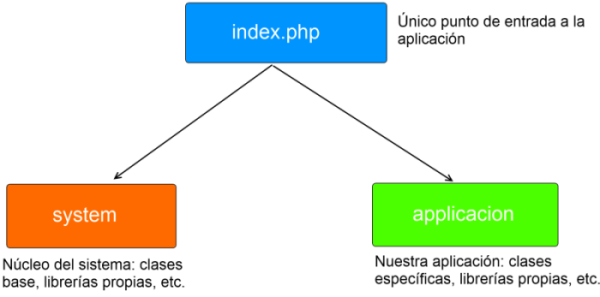 index.php
Único punto de entrada a la
aplicación
system
applicacion
Núcleo del sistema: clases
base, librerías propias, etc.
Nuestra aplicación: clases
específicas, librerías propias, etc.